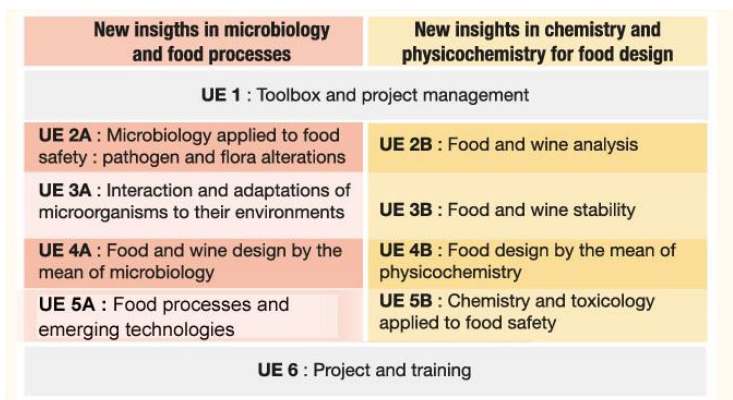 New insigths in microbiology
and food processes
New insights in chemistry and
physicochemistry for food design
UE 1 : Toolbox and project management
UE 2A : Microbiology applied to food
safety : pathogen and flora alterations
UE 2B : Food and wine analysis
UE 3A : Interaction and adaptations of
microorganisms to their environments
UE 3B : Food and wine stability
UE 4A : Food and wine design by the
mean of microbiology
UE 4B : Food design by the mean of
physicochemistry
UE 5A : Food processes and
emerging technologies
UE 5B : Chemistry and toxicology
applied to food safety
UE 6 : Project and training